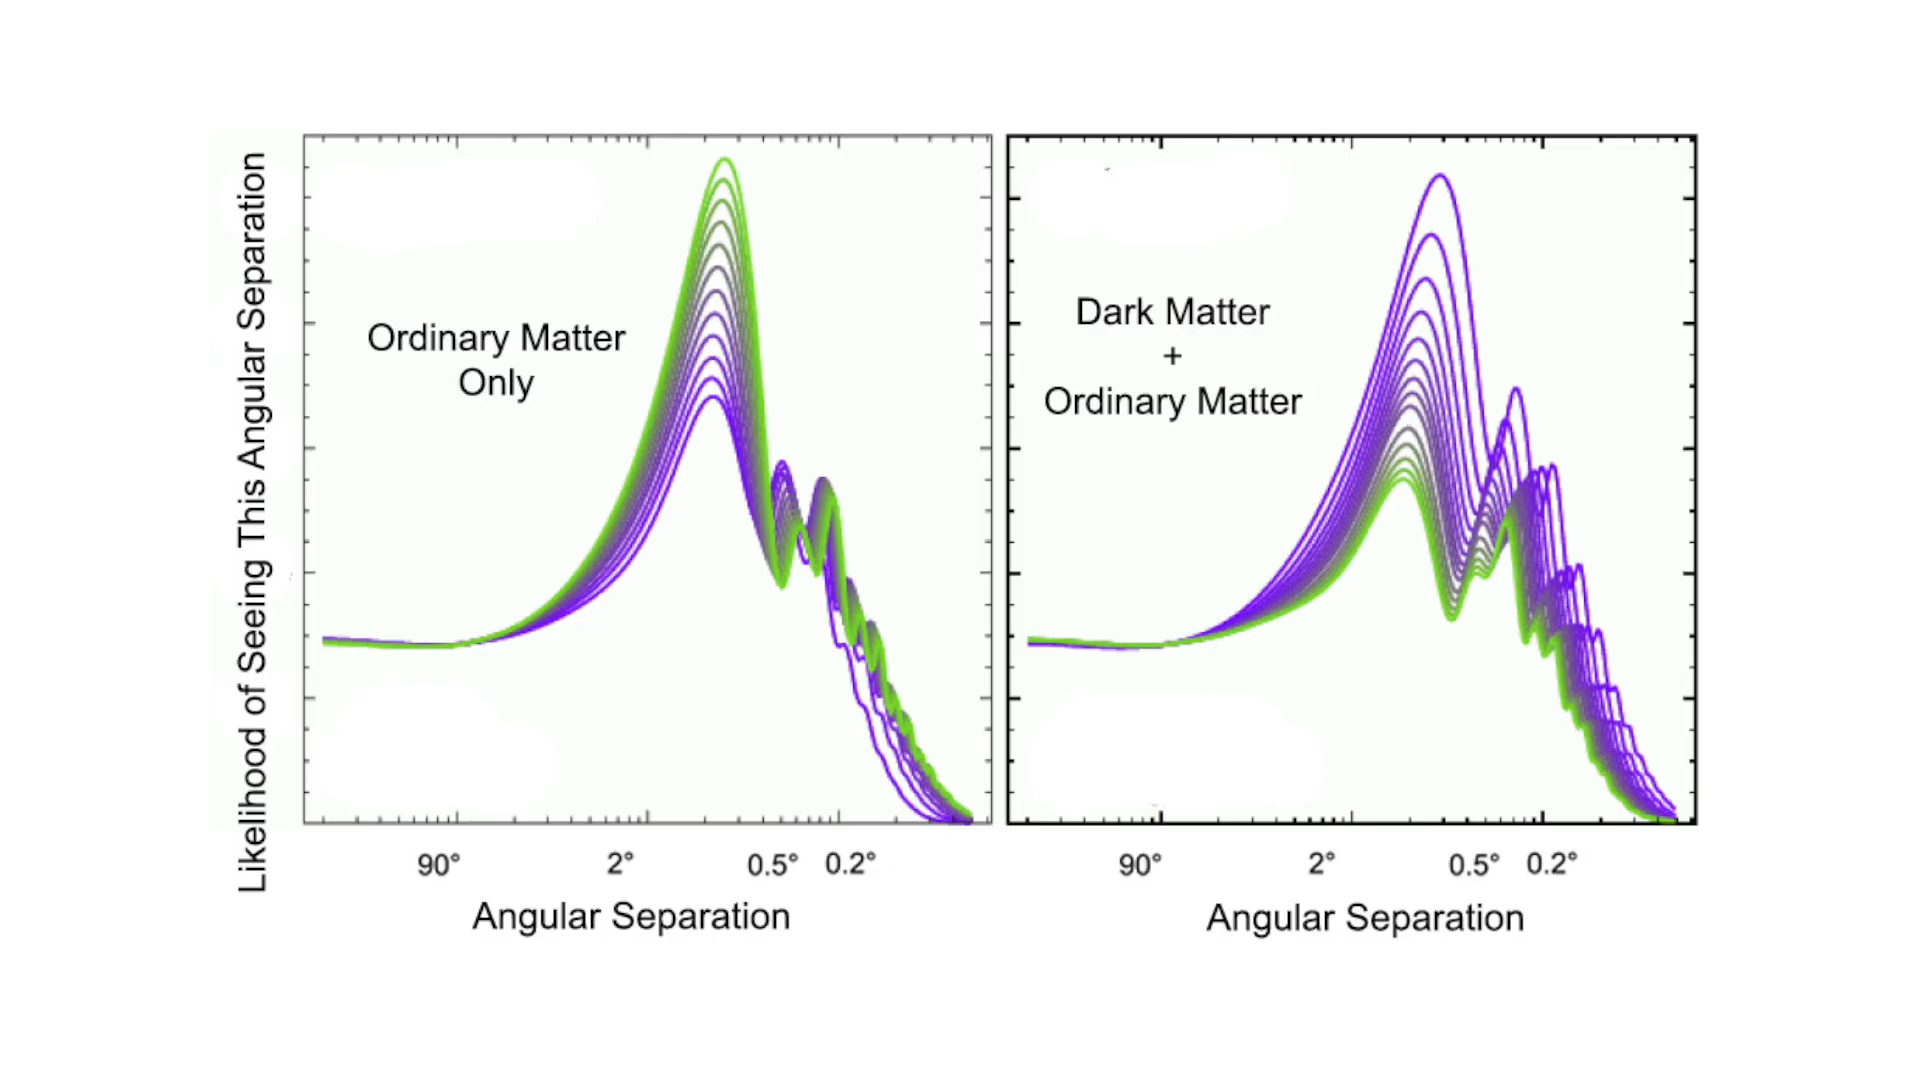 Likelihood of Seeing This Angular Separation
Ordinary Matter
Only
90°
2°
0.5°
0.2°
Angular Separation
Dark Matter
+
Ordinary Matter
90°
2°
0.5°
0.2°
Angular Separation